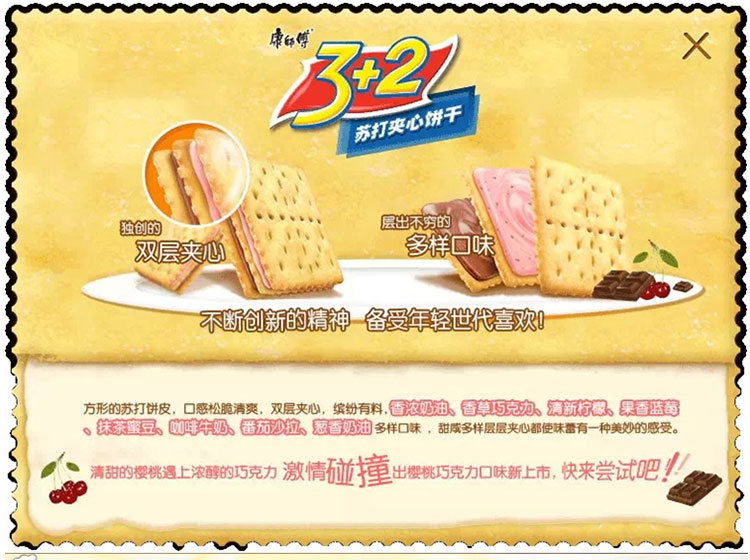 康师傅
3+2
苏打夹心饼干
独创的
双层夹心
层出不穷的
多样口味
不断创新的精神 备受年轻世代喜欢!
方形的苏打饼皮，口感松脆清爽，双层夹心，缤纷有料，香浓奶油、香草巧克力、清新柠檬、果香蓝莓
、抹茶蜜豆、咖啡牛奶、番茄沙拉、葱香奶油多样口味，甜咸多样层层夹心都使味蕾有一种美妙的感受。
清甜的樱桃遇上浓醇的巧克力 激情碰撞出樱桃巧克力口味新上市，快来尝试吧!!